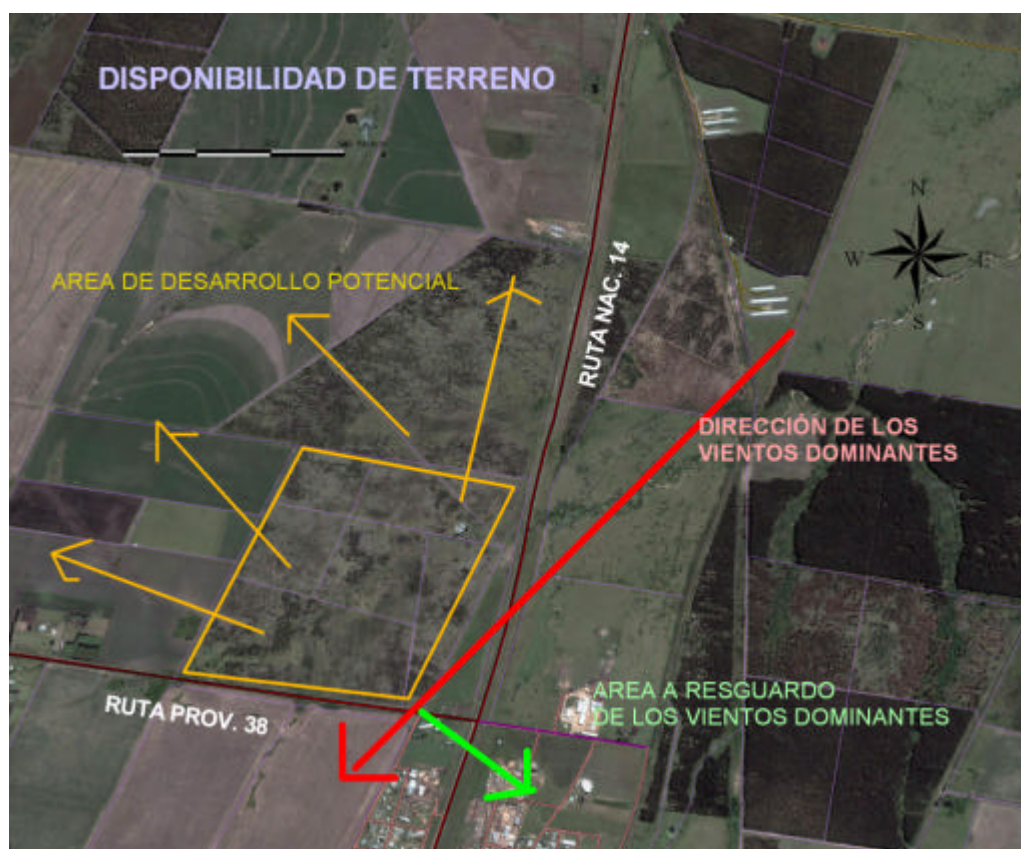 DISPONIBILIDAD DE TERRENO
N
W
E
S
RUTA NAC. 14
AREA DE DESARROLLO POTENCIAL
DIRECCIÓN DE LOS
VIENTOS DOMINANTES
AREA A RESGUARDO
DE LOS VIENTOS DOMINANTES
RUTA PROV. 38